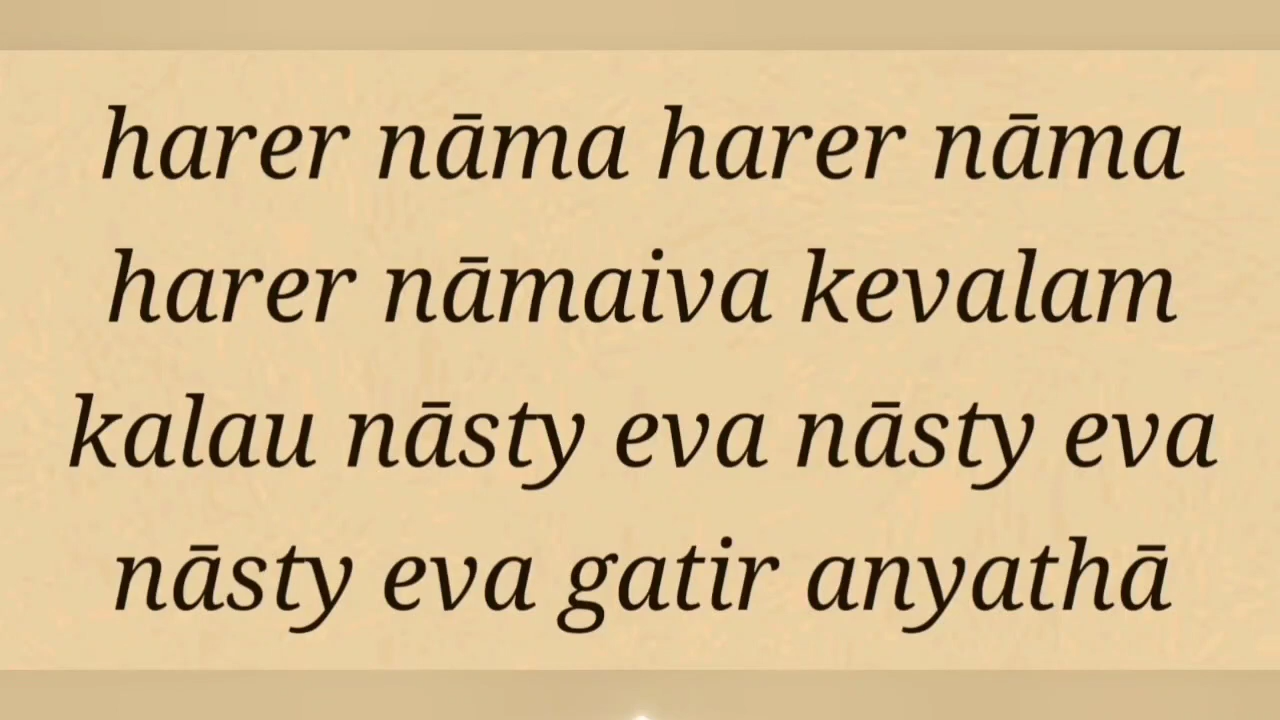 harer nāma harer nāma
harer nāmaiva kevalam
kalau nāsty eva nāsty eva
nāsty eva gatir anyathā